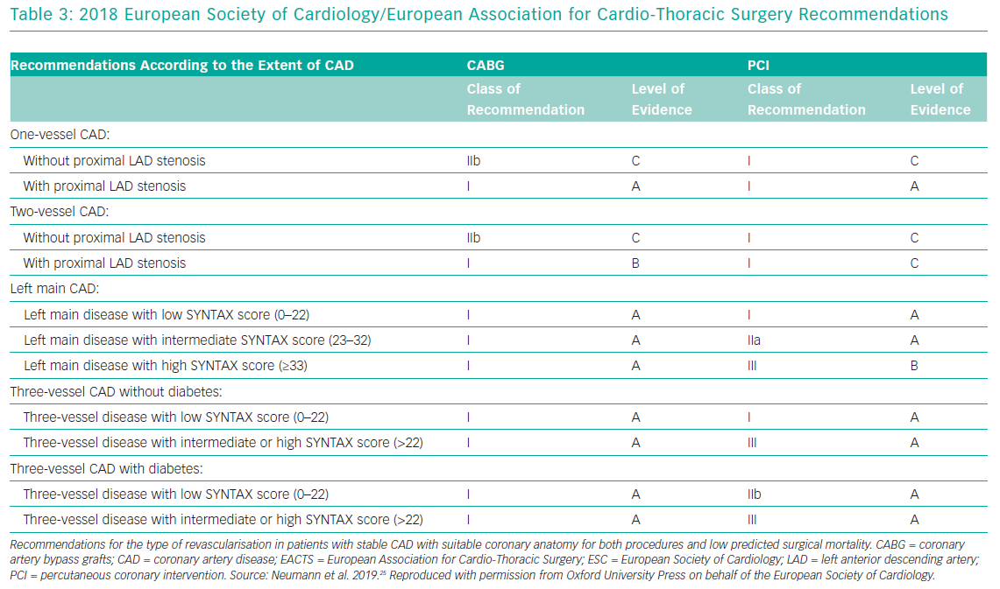 Table 3: 2018 European Society of Cardiology/European Association for Cardio-Thoracic Surgery Recommendations
Recommendations According to the Extent of CAD CABG PCI
Class of Recommendation Level of Evidence Class of Recommendation Level of Evidence
One-vessel CAD:
Without proximal LAD stenosis IIb C I C
With proximal LAD stenosis I A I A
Two-vessel CAD:
Without proximal LAD stenosis IIb C I C
With proximal LAD stenosis I B I C
Left main CAD:
Left main disease with low SYNTAX score (0–22) I A I A
Left main disease with intermediate SYNTAX score (23–32) I A IIa A
Left main disease with high SYNTAX score (≥33) I A III B
Three-vessel CAD without diabetes:
Three-vessel disease with low SYNTAX score (0–22) I A I A
Three-vessel disease with intermediate or high SYNTAX score (>22) I A III A
Three-vessel CAD with diabetes:
Three-vessel disease with low SYNTAX score (0–22) I A IIb A
Three-vessel disease with intermediate or high SYNTAX score (>22) I A III A
Recommendations for the type of revascularisation in patients with stable CAD with suitable coronary anatomy for both procedures and low predicted surgical mortality. CABG = coronary
artery bypass grafts; CAD = coronary artery disease; EACTS = European Association for Cardio-Thoracic Surgery; ESC = European Society of Cardiology; LAD = left anterior descending artery;
PCI = percutaneous coronary intervention. Source: Neumann et al. 2019.²⁵ Reproduced with permission from Oxford University Press on behalf of the European Society of Cardiology.